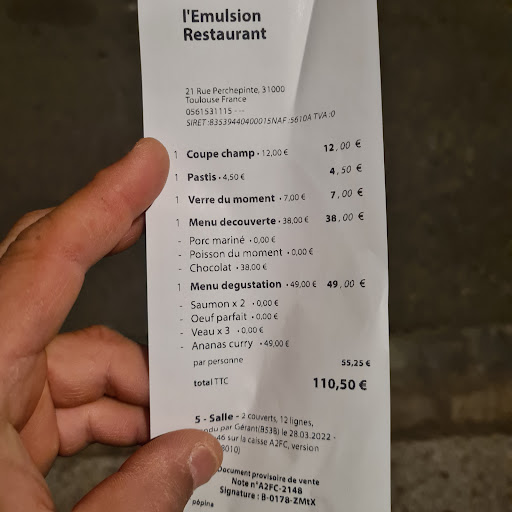 l'Emulsion
Restaurant
21 Rue Perchepinte, 31000
Toulouse France
0561531115 - --
SIRET :83539440400015NAF :5610A TVA :0
1 Coupe champ • 12,00 € 12,00 €
1 Pastis • 4,50 € 4,50 €
1 Verre du moment • 7,00 € 7,00 €
1 Menu decouverte • 38,00 € 38,00 €
- Porc mariné • 0,00 €
- Poisson du moment • 0,00 €
- Chocolat • 38,00 €
1 Menu degustation • 49,00 € 49,00 €
- Saumon x 2 • 0,00 €
- Oeuf parfait • 0,00 €
- Veau x 3 • 0,00 €
- Ananas curry • 49,00 €
par personne 55,25 €
total TTC 110,50 €
5 - Salle - 2 couverts, 12 lignes,
par Gérant(B53B) le 28.03.2022 -
46 sur la caisse A2FC, version
Document provisoire de vente
Note n°A2FC-2148
Signature : B-0178-ZMtX
pépina